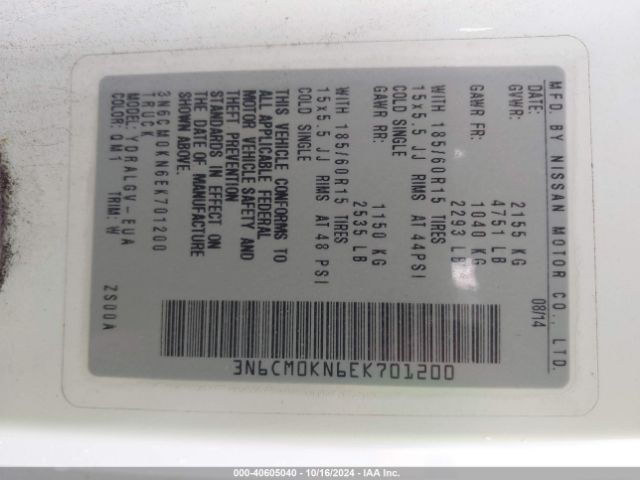 MFD. BY NISSAN MOTOR CO., LTD.
DATE: 08/14
GVWR: 2155 KG
4751 LB
GAWR FR: 1040 KG
2293 LB
WITH 185/60R15 TIRES
15x5.5 JJ RIMS AT 44PSI
COLD SINGLE
GAWR RR: 1150 KG
2535 LB
WITH 185/60R15 TIRES
15x5.5 JJ RIMS AT 48 PSI
COLD SINGLE
THIS VEHICLE CONFORMS TO
ALL APPLICABLE FEDERAL
MOTOR VEHICLE SAFETY AND
THEFT PREVENTION
STANDARDS IN EFFECT ON
THE DATE OF MANUFACTURE
SHOWN ABOVE.
3N6CM0KN6EK701200
TRUCK
MODEL: YDRALGV-EUA
COLOR: QM1 TRIM: W
ZS00A
3N6CM0KN6EK701200
000-40605040 - 10/16/2024 - IAA Inc.